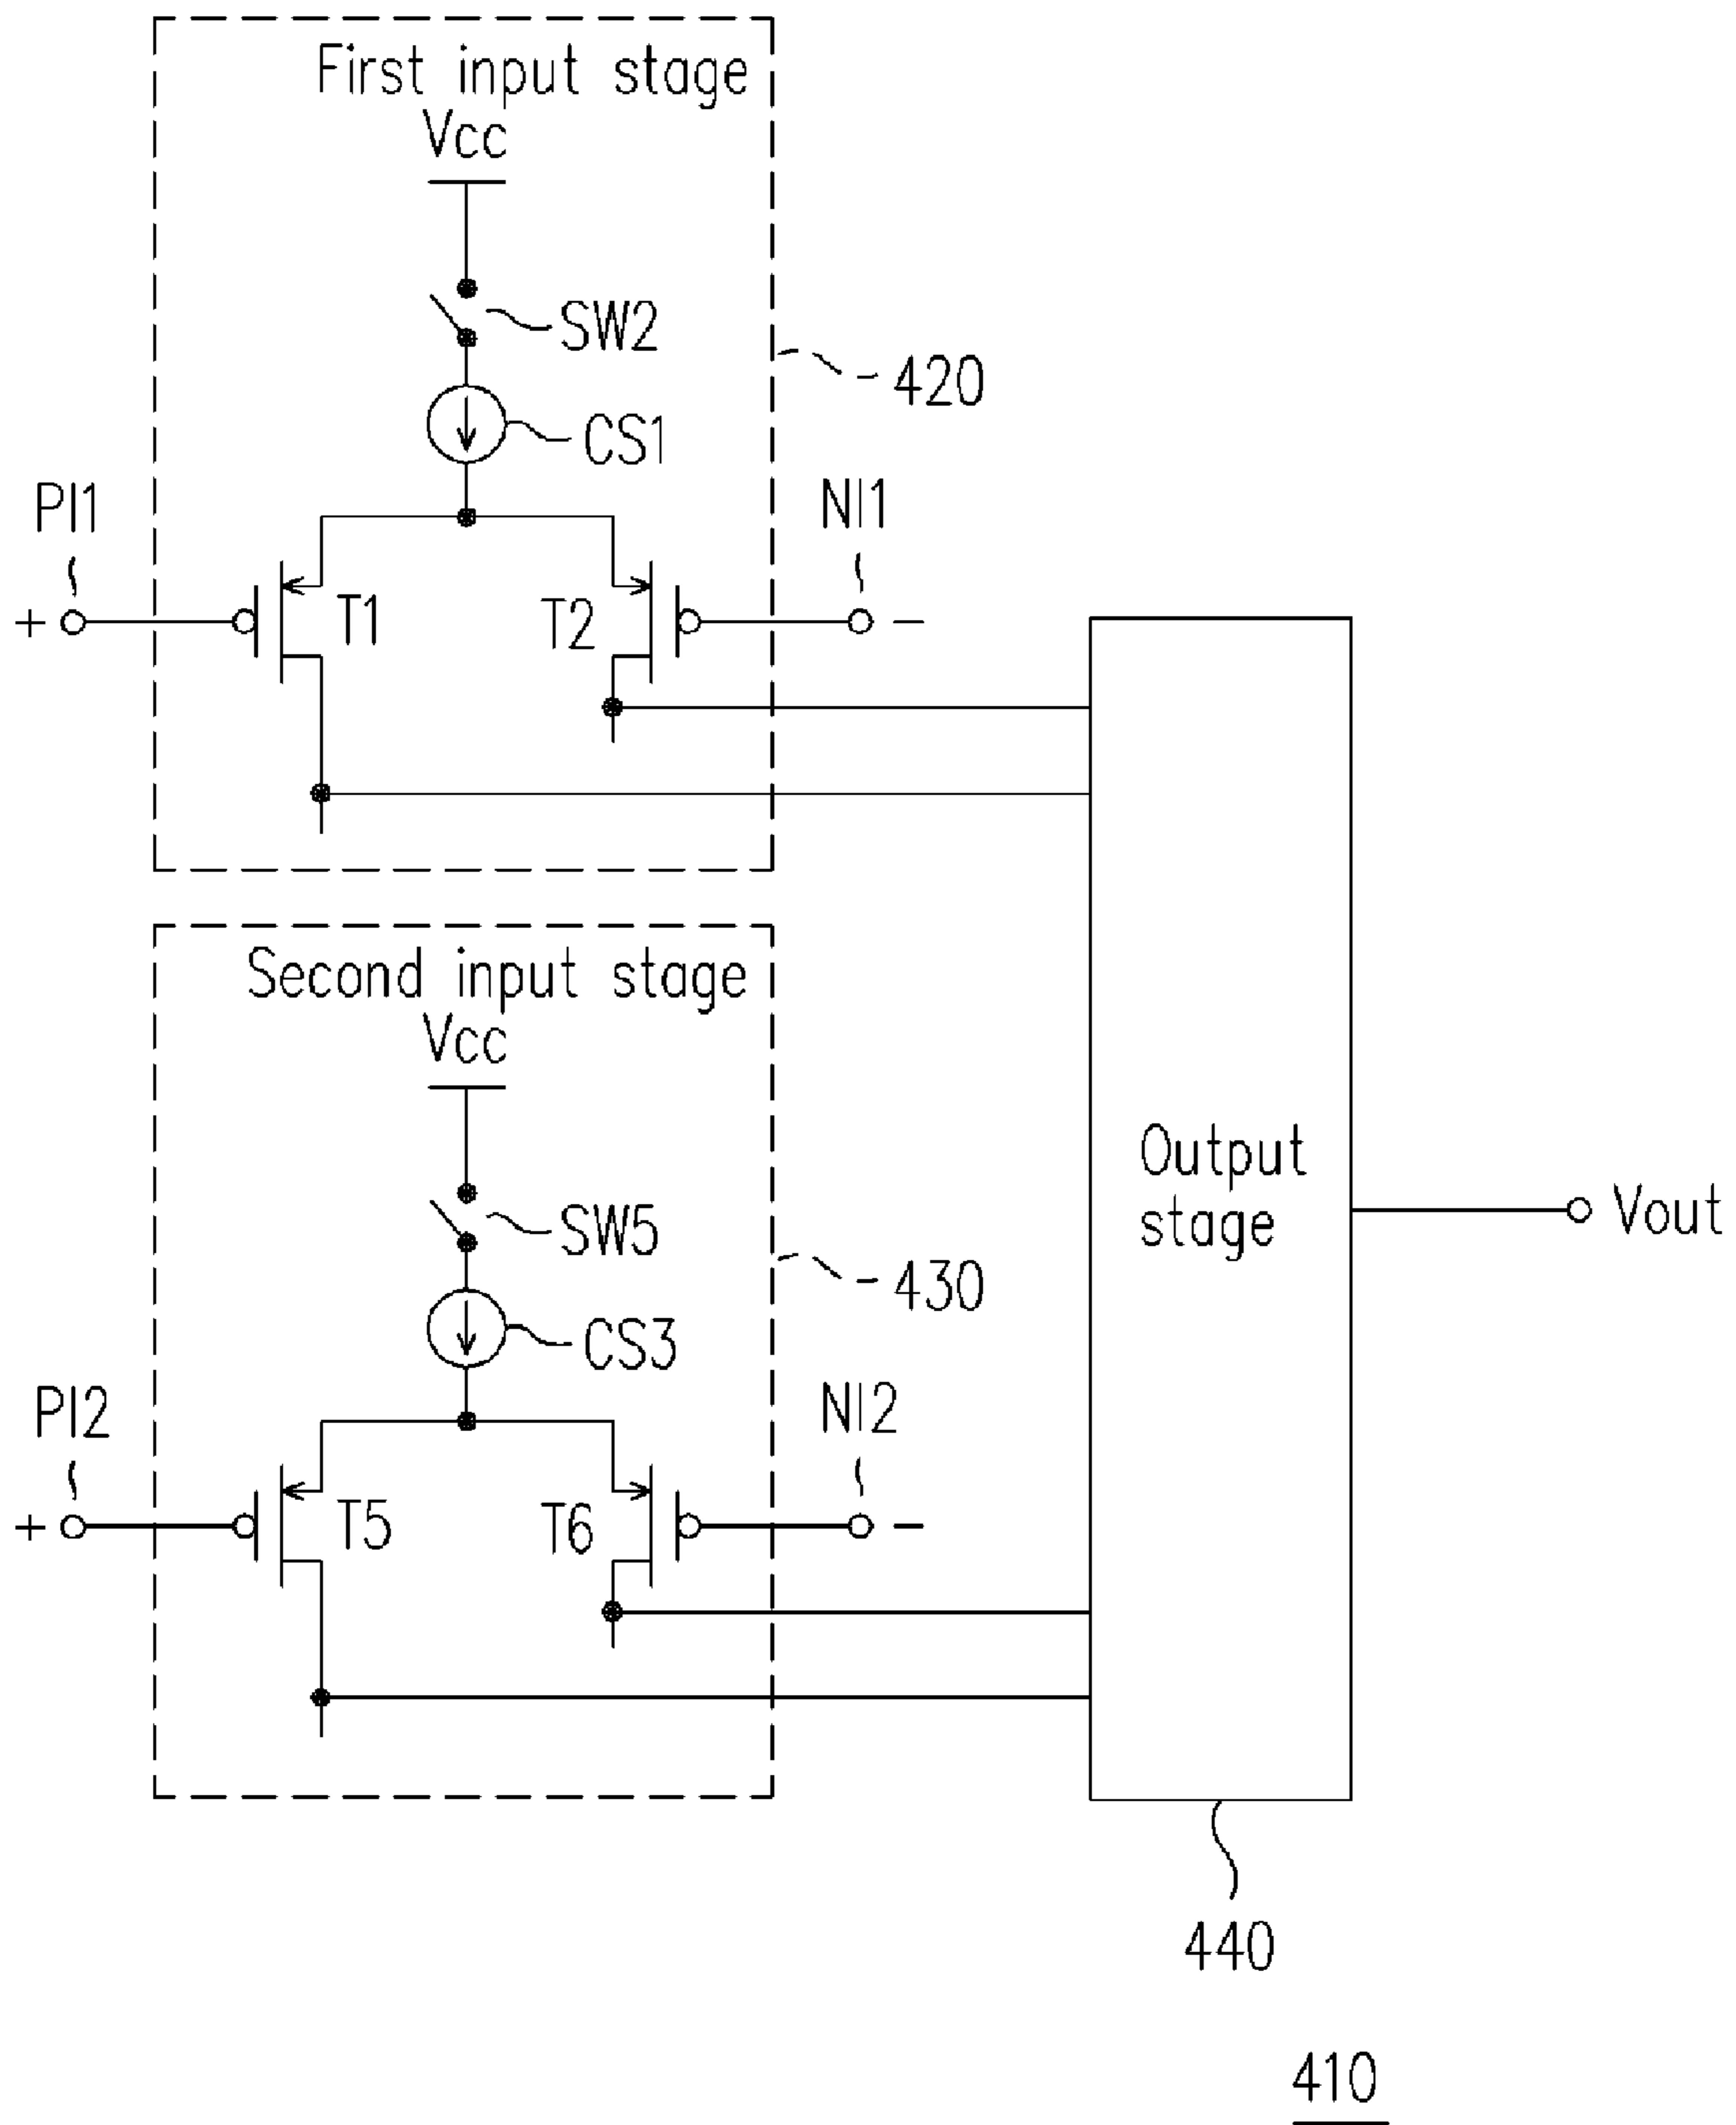 First input stage
Vcc
SW2
420
CS1
PI1
NI1
+
T1
T2
-
Second input stage
Vcc
SW5
430
CS3
PI2
NI2
+
T5
T6
-
Output
stage
Vout
440
410